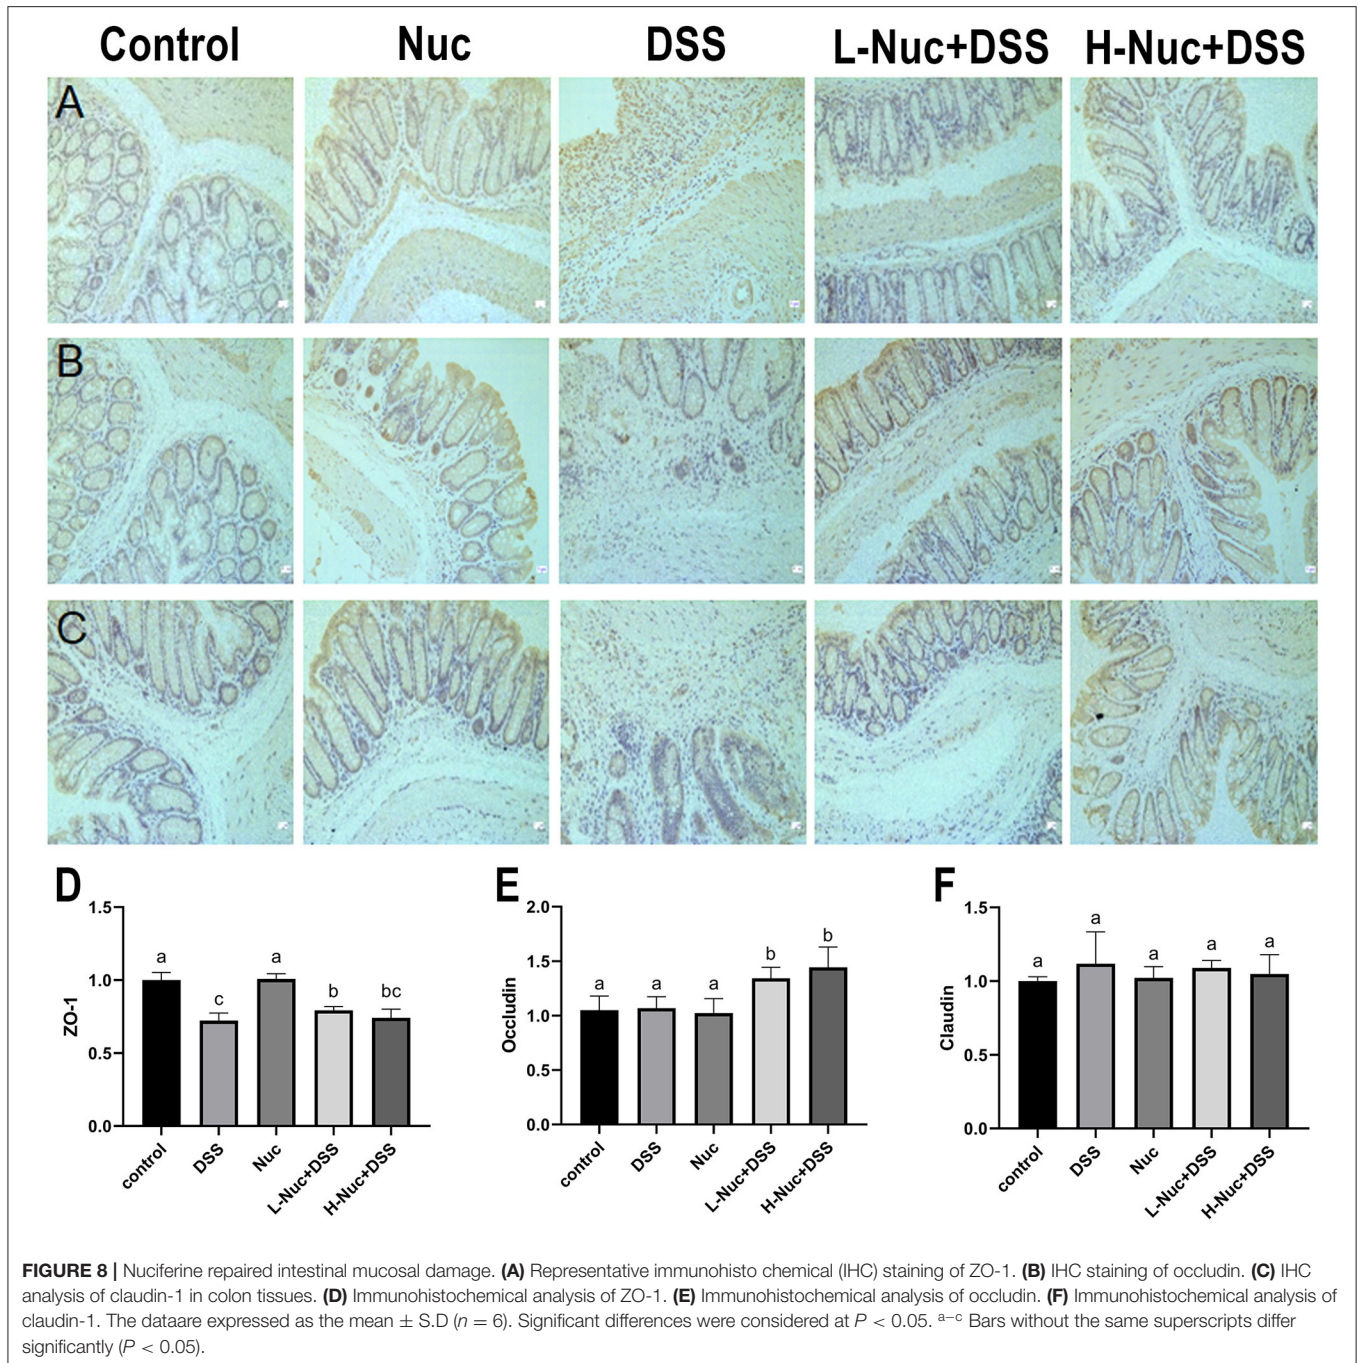 Control Nuc DSS L-Nuc+DSS H-Nuc+DSS
A
B
C
D
1.5
1.0
0.5
0.0
ZO-1
a
c
a
b
bc
control
DSS
Nuc
L-Nuc+DSS
H-Nuc+DSS
E
2.0
1.5
1.0
0.5
0.0
Occludin
a
a
a
b
b
control
DSS
Nuc
L-Nuc+DSS
H-Nuc+DSS
F
1.5
1.0
0.5
0.0
Claudin
a
a
a
a
a
control
DSS
Nuc
L-Nuc+DSS
H-Nuc+DSS
FIGURE 8 | Nuciferine repaired intestinal mucosal damage. (A) Representative immunohisto chemical (IHC) staining of ZO-1. (B) IHC staining of occludin. (C) IHC
analysis of claudin-1 in colon tissues. (D) Immunohistochemical analysis of ZO-1. (E) Immunohistochemical analysis of occludin. (F) Immunohistochemical analysis of
claudin-1. The dataare expressed as the mean ± S.D (n = 6). Significant differences were considered at P < 0.05. a–c Bars without the same superscripts differ
significantly (P < 0.05).